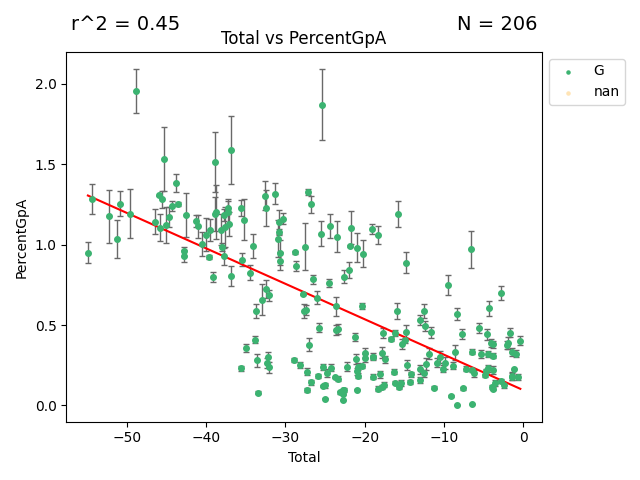 r^2 = 0.45 N = 206
Total vs PercentGpA
G
nan
2.0
1.5
1.0
0.5
0.0
PercentGpA
−50 −40 −30 −20 −10 0
Total